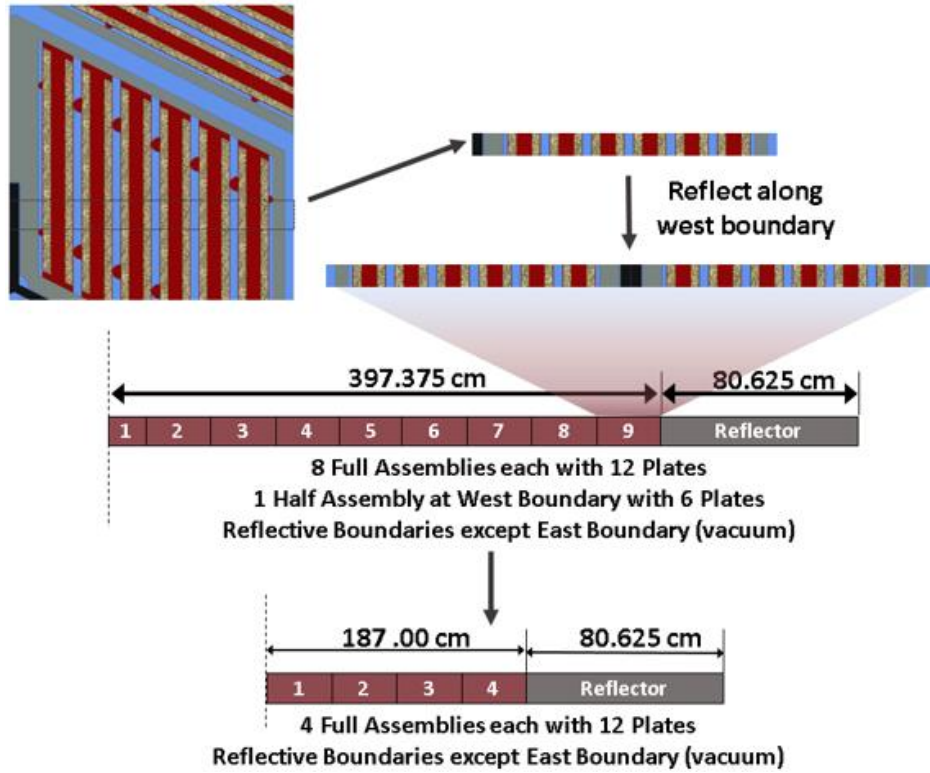 Reflect along
west boundary
397.375 cm
80.625 cm
1 2 3 4 5 6 7 8 9 Reflector
8 Full Assemblies each with 12 Plates
1 Half Assembly at West Boundary with 6 Plates
Reflective Boundaries except East Boundary (vacuum)
187 .00 cm
80.625 cm
1 2 3 4 Reflector
4 Full Assemblies each with 12 Plates
Reflective Boundaries except East Boundary (vacuum)